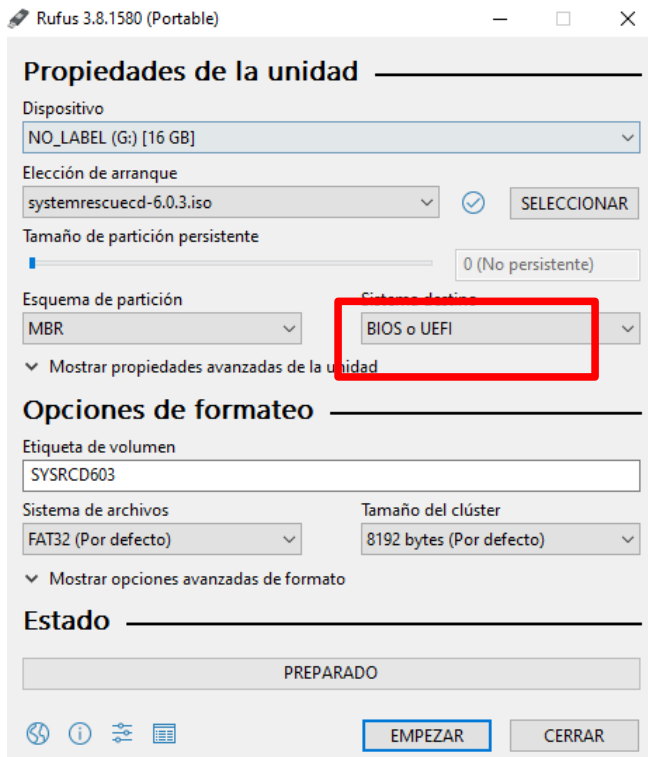 Rufus 3.8.1580 (Portable)
Propiedades de la unidad
Dispositivo
NO_LABEL (G:) [16 GB]
Elección de arranque
systemrescuecd-6.0.3.iso
SELECCIONAR
Tamaño de partición persistente
0 (No persistente)
Esquema de partición Sistema destino
MBR BIOS o UEFI
Mostrar propiedades avanzadas de la unidad
Opciones de formateo
Etiqueta de volumen
SYSRCD603
Sistema de archivos Tamaño del clúster
FAT32 (Por defecto) 8192 bytes (Por defecto)
Mostrar opciones avanzadas de formato
Estado
PREPARADO
EMPEZAR CERRAR